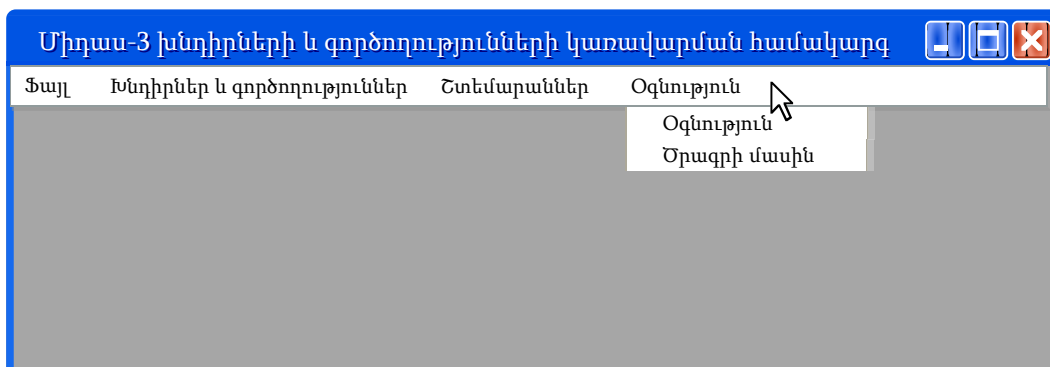 Միդաս-3 խնդիրների և գործողությունների կառավարման համակարգ
Ֆայլ Խնդիրներ և գործողություններ Շտեմարաններ Օգնություն
Օգնություն
Ծրագրի մասին